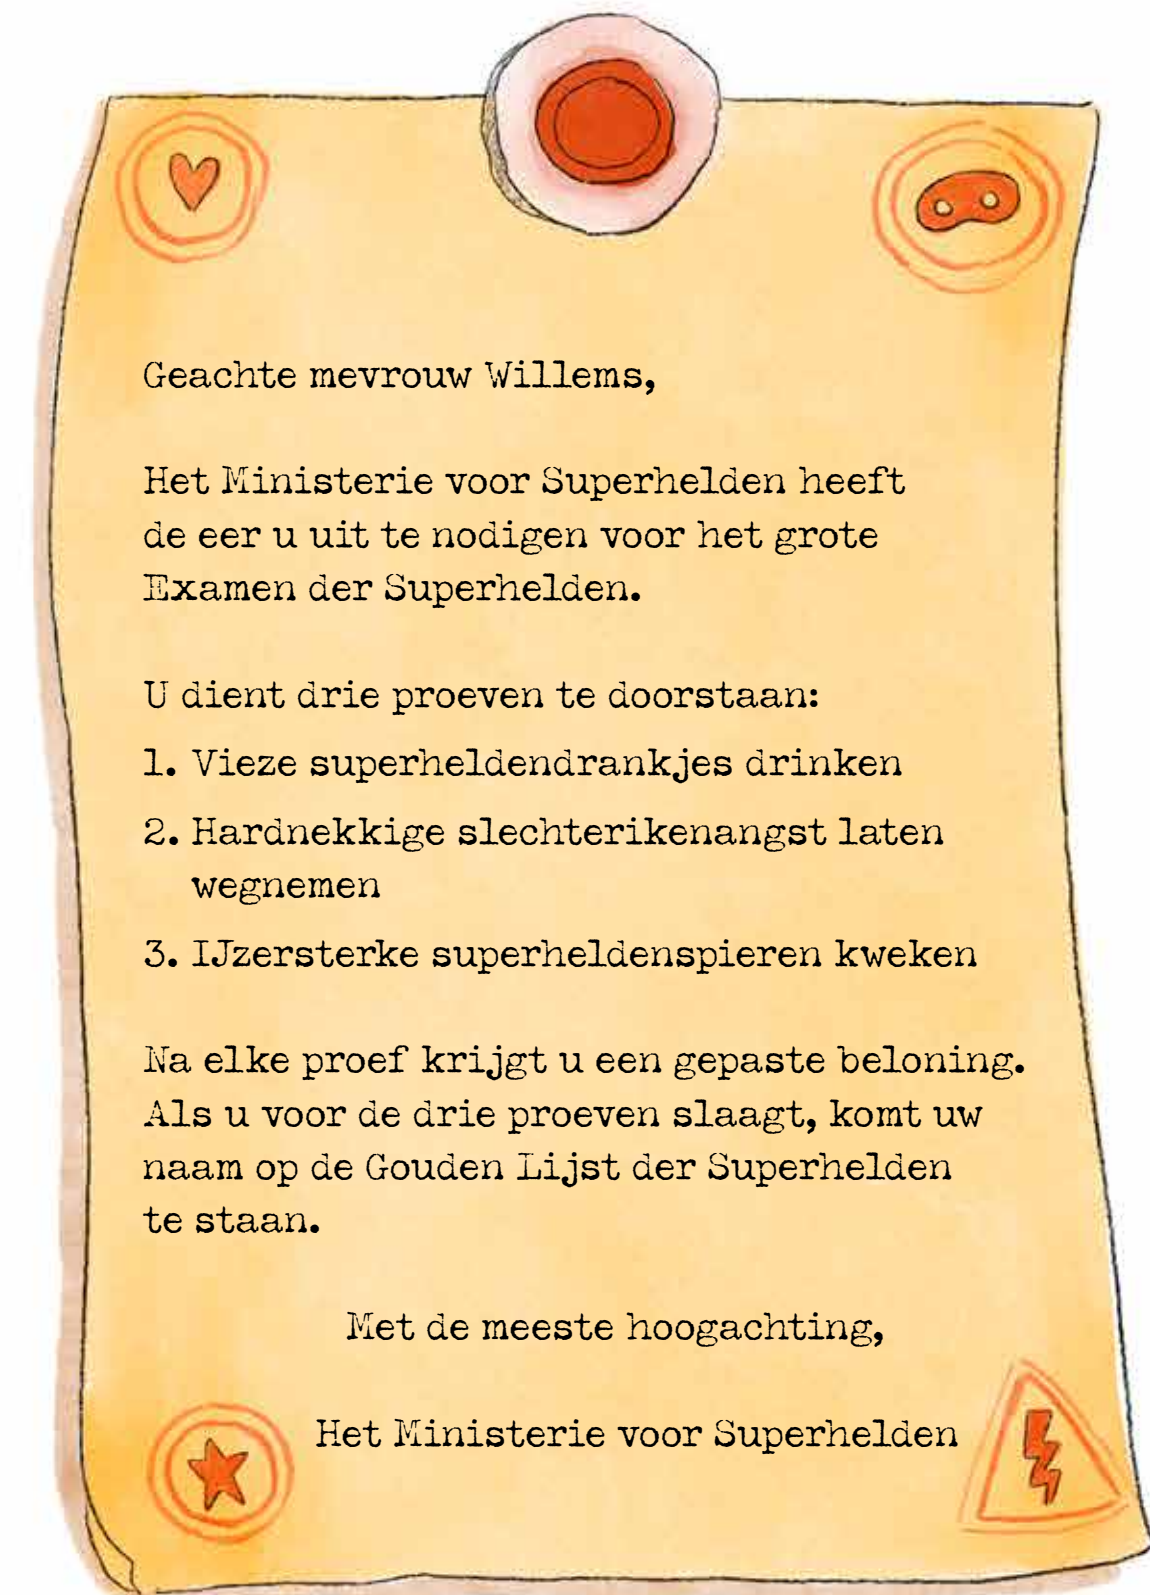 Geachte mevrouw Willems,
Het Ministerie voor Superhelden heeft
de eer u uit te nodigen voor het grote
Examen der Superhelden.
U dient drie proeven te doorstaan:
1. Vieze superheldendrankjes drinken
2. Hardnekkige slechterikenangst laten
wegnemen
3. IJzersterke superheldenspieren kweken
Na elke proef krijgt u een gepaste beloning.
Als u voor de drie proeven slaagt, komt uw
naam op de Gouden Lijst der Superhelden
te staan.
Met de meeste hoogachting,
Het Ministerie voor Superhelden